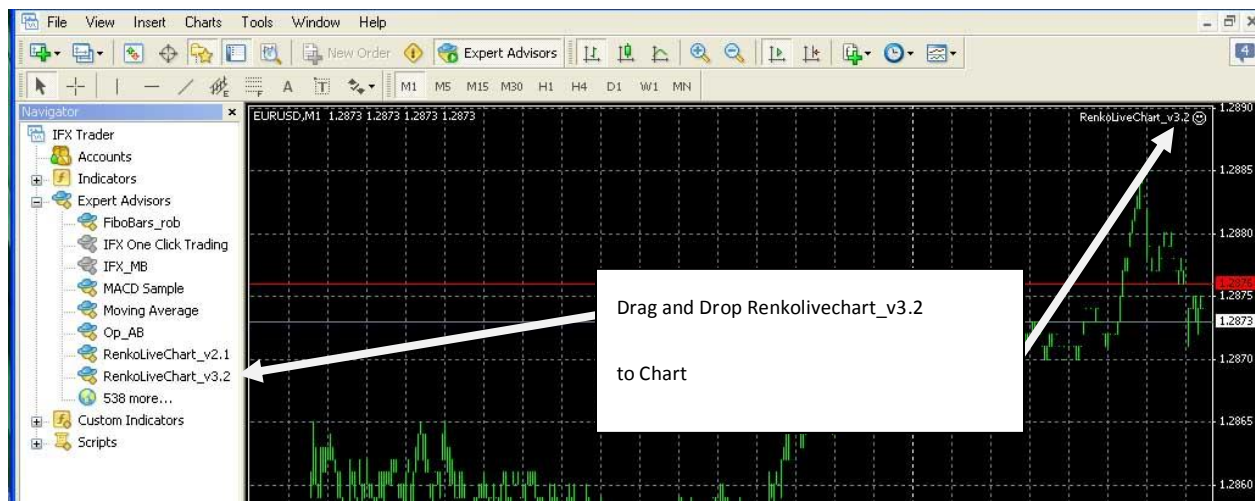 File View Insert Charts Tools Window Help
New Order Expert Advisors 4
A T M1 M5 M15 M30 H1 H4 D1 W1 MN
Navigator
IFX Trader
Accounts
Indicators
Expert Advisors
FiboBars_rob
IFX One Click Trading
IFX_MB
MACD Sample
Moving Average
Op_AB
RenkoLiveChart_v2.1
RenkoLiveChart_v3.2
538 more...
Custom Indicators
Scripts
EURUSD,M1 1.2873 1.2873 1.2873 1.2873
RenkoLiveChart_v3.2
Drag and Drop Renkolivechart_v3.2
to Chart
1.2890
1.2885
1.2880
1.2876
1.2875
1.2873
1.2870
1.2865
1.2860